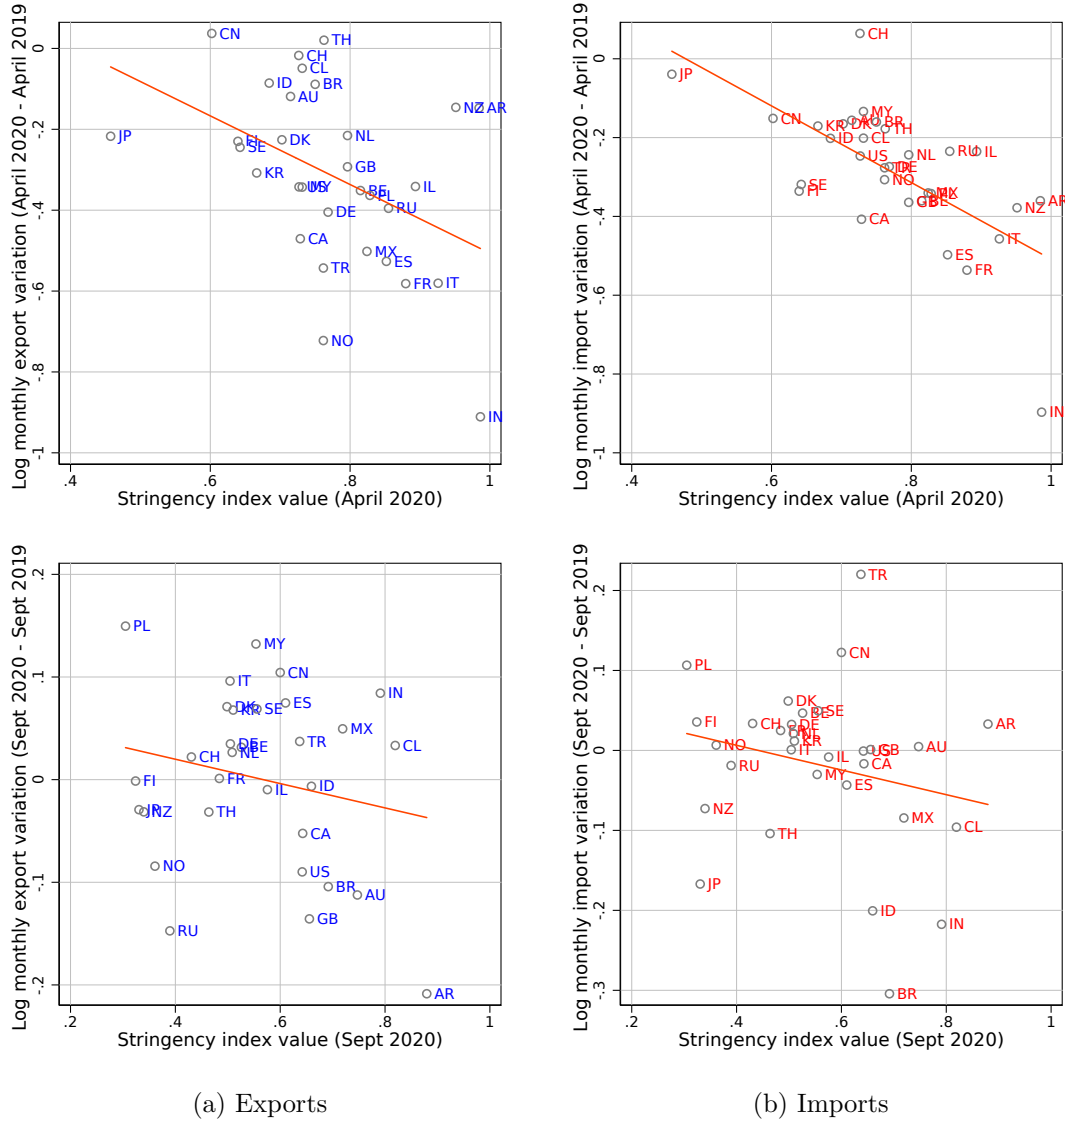 Log monthly export variation (April 2020 - April 2019
0
-.2
-.4
-.6
-.8
-1
CN
TH
CH
CL
ID
BR
AU
NZ
AR
JP
NL
DK
SE
GB
KR
US
MY
BE
PL
IL
DE
RU
CA
MX
ES
TR
FR
IT
NO
IN
.4
.6
.8
1
Stringency index value (April 2020)
Log monthly import variation (April 2020 - April 2019
0
-.2
-.4
-.6
-.8
-1
CH
JP
CN
MY
KR
DK
AU
BR
TH
ID
CL
US
NL
RU
IL
TR
DE
NO
SE
FI
MX
PL
GB
BE
NZ
AR
CA
IT
ES
FR
IN
.4
.6
.8
1
Stringency index value (April 2020)
Log monthly export variation (Sept 2020 - Sept 2019
.2
.1
0
-.1
-.2
PL
MY
CN
IT
IN
DK
KR
SE
ES
MX
DE
BE
NL
TR
CL
CH
FI
FR
IL
ID
JP
NZ
TH
CA
NO
US
BR
AU
GB
RU
AR
.2
.4
.6
.8
1
Stringency index value (Sept 2020)
Log monthly import variation (Sept 2020 - Sept 2019
.2
.1
0
-.1
-.2
-.3
TR
CN
PL
DK
BE
SE
FI
CH
DE
AR
FR
NL
KR
NO
IT
US
GB
AU
IL
CA
RU
MY
ES
NZ
MX
CL
TH
JP
ID
IN
BR
.2
.4
.6
.8
1
Stringency index value (Sept 2020)
(a) Exports
(b) Imports